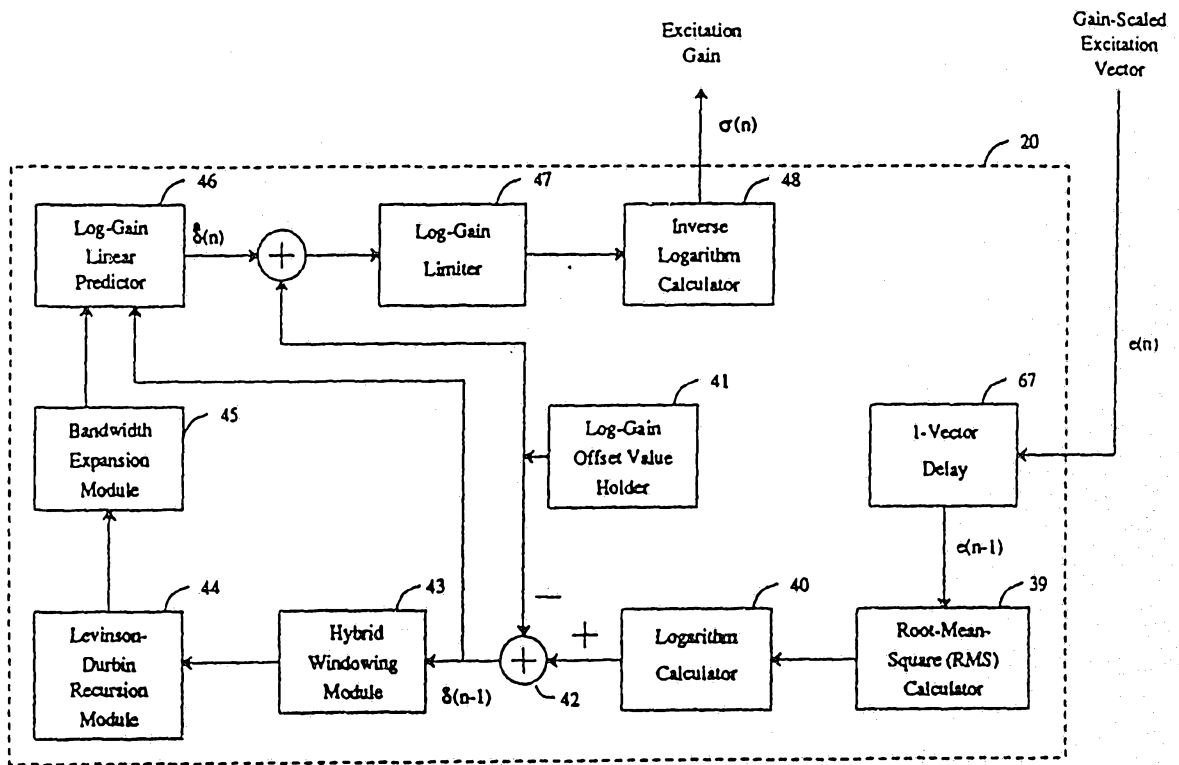 Excitation
Gain
Gain-Scaled
Excitation
Vector
σ(n)
20
46
47
48
Log-Gain
Linear
Predictor
δ̂(n)
+
Log-Gain
Limiter
Inverse
Logarithm
Calculator
e(n)
41
67
45
Bandwidth
Expansion
Module
Log-Gain
Offset Value
Holder
1-Vector
Delay
e(n-1)
44
43
40
39
Levinson-
Durbin
Recursion
Module
Hybrid
Windowing
Module
δ(n-1)
−
+
+
42
Logarithm
Calculator
Root-Mean-
Square (RMS)
Calculator